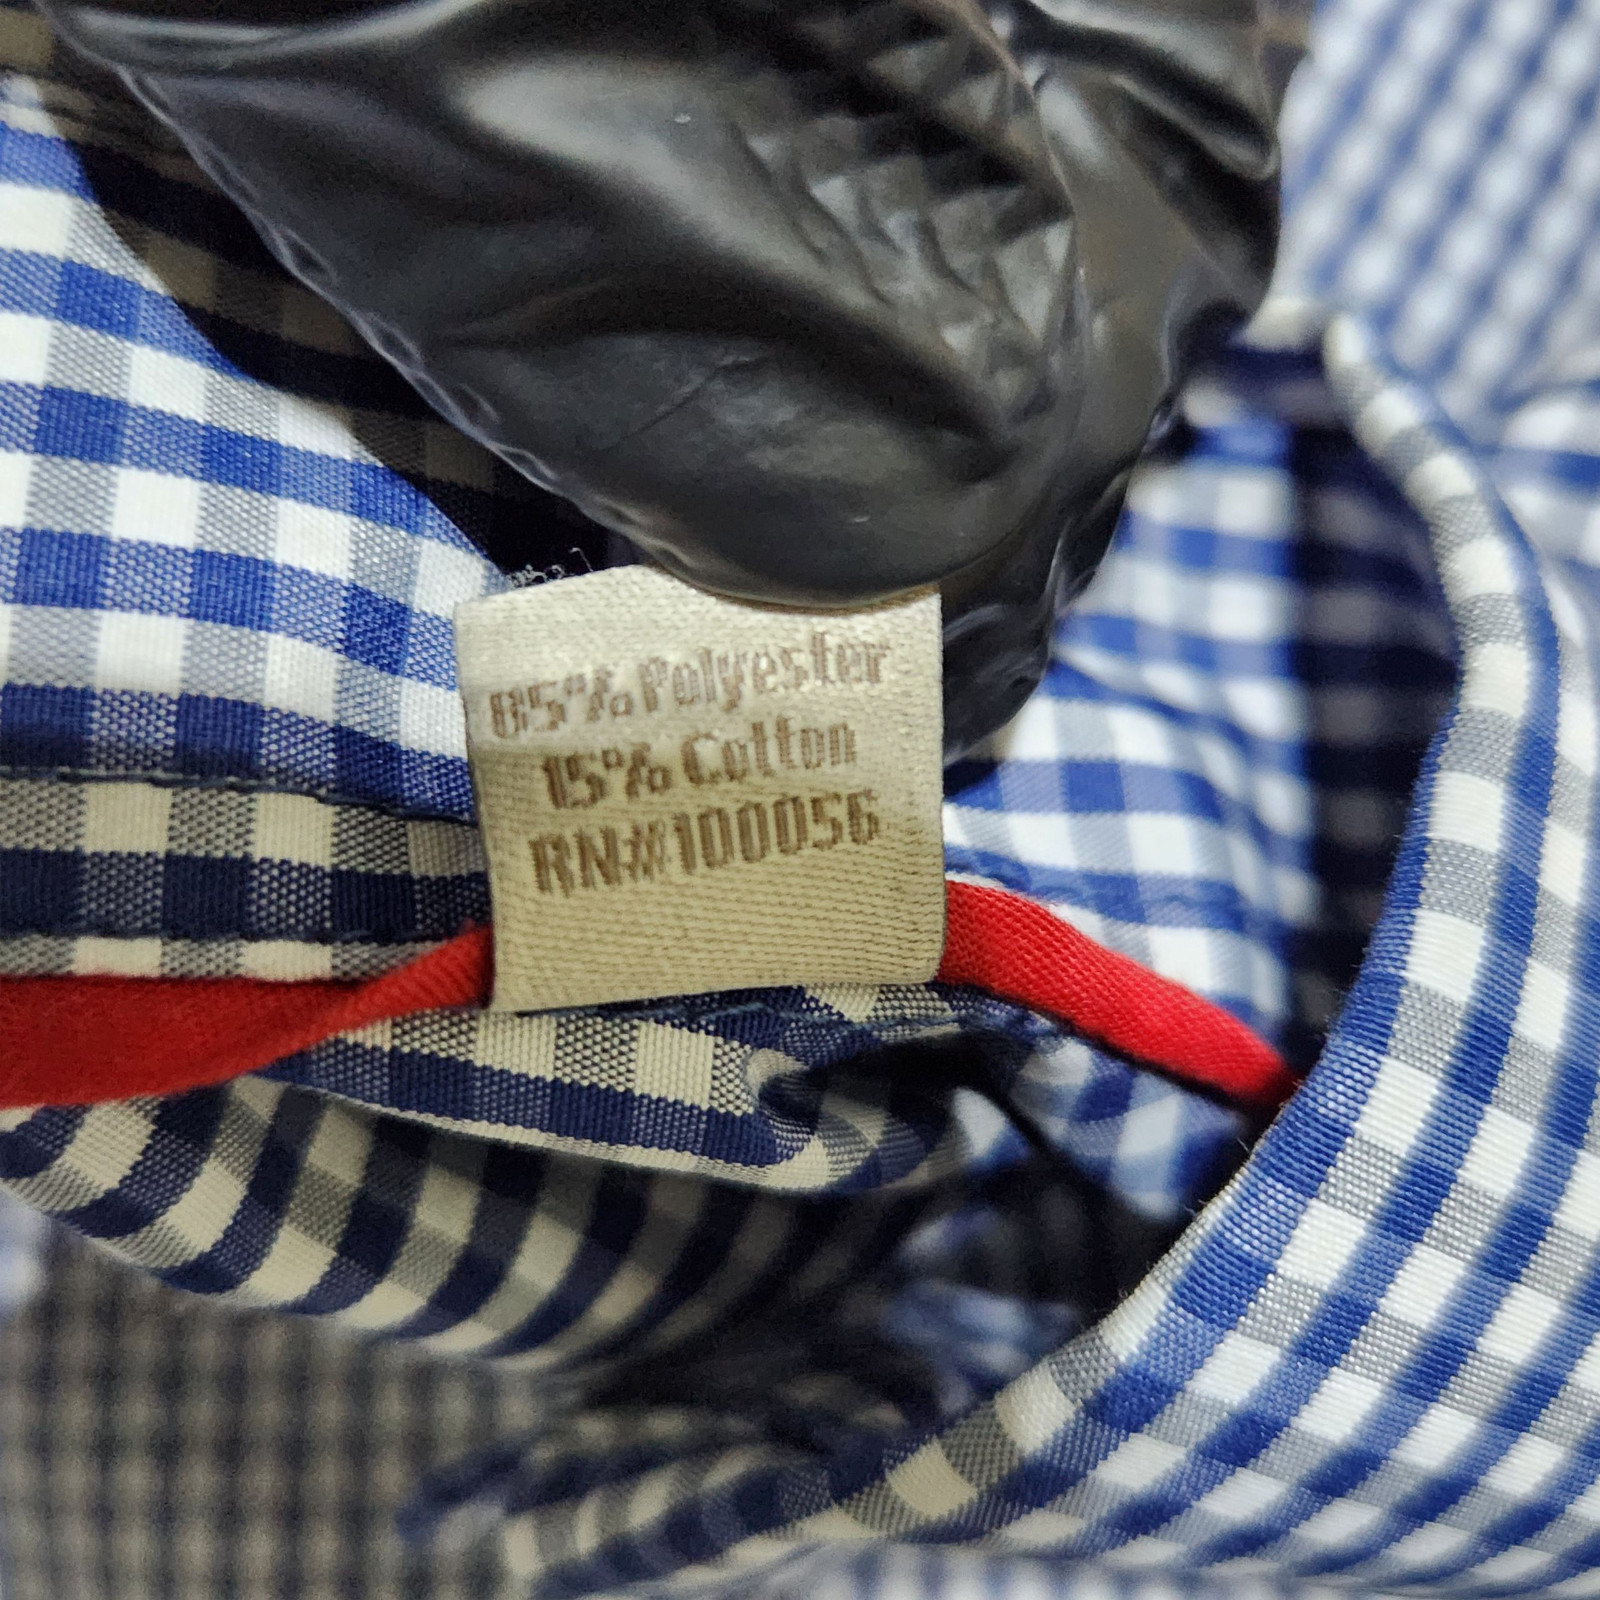 85% Polyester
15% Cotton
RN#100056